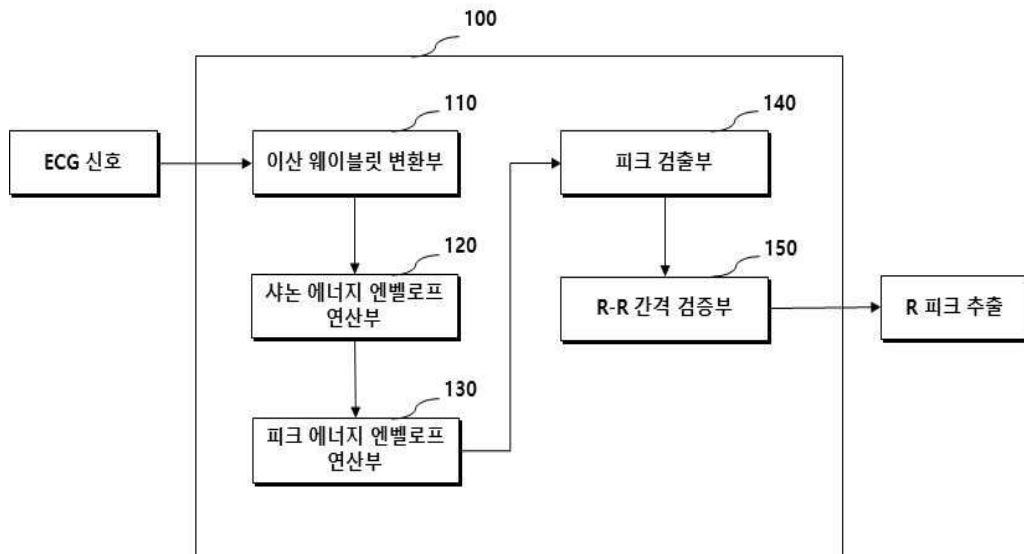 100
ECG 신호
110
이산 웨이블릿 변환부
120
샤논 에너지 엔벨로프
연산부
130
피크 에너지 엔벨로프
연산부
140
피크 검출부
150
R-R 간격 검증부
R 피크 추출